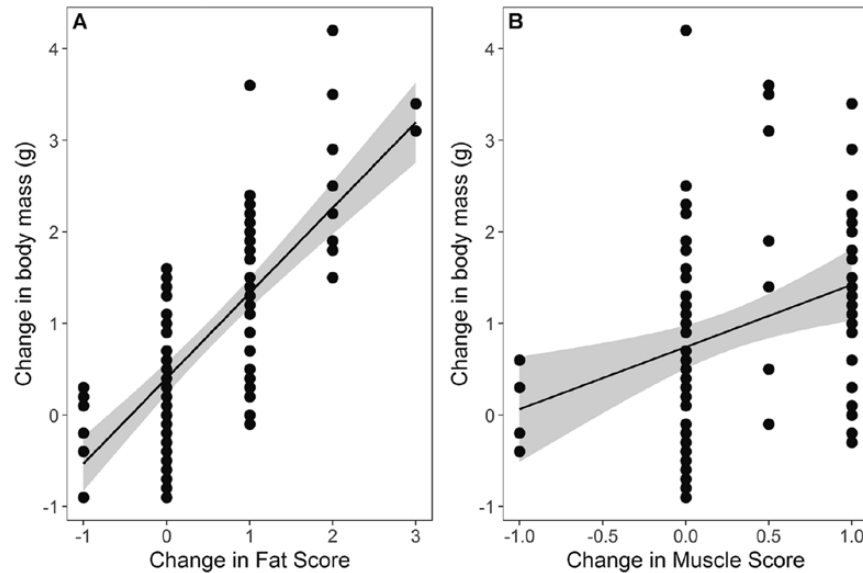 A
Change in body mass (g)
4
3
2
1
0
-1
-1 0 1 2 3
Change in Fat Score
B
Change in body mass (g)
4
3
2
1
0
-1
-1.0 -0.5 0.0 0.5 1.0
Change in Muscle Score